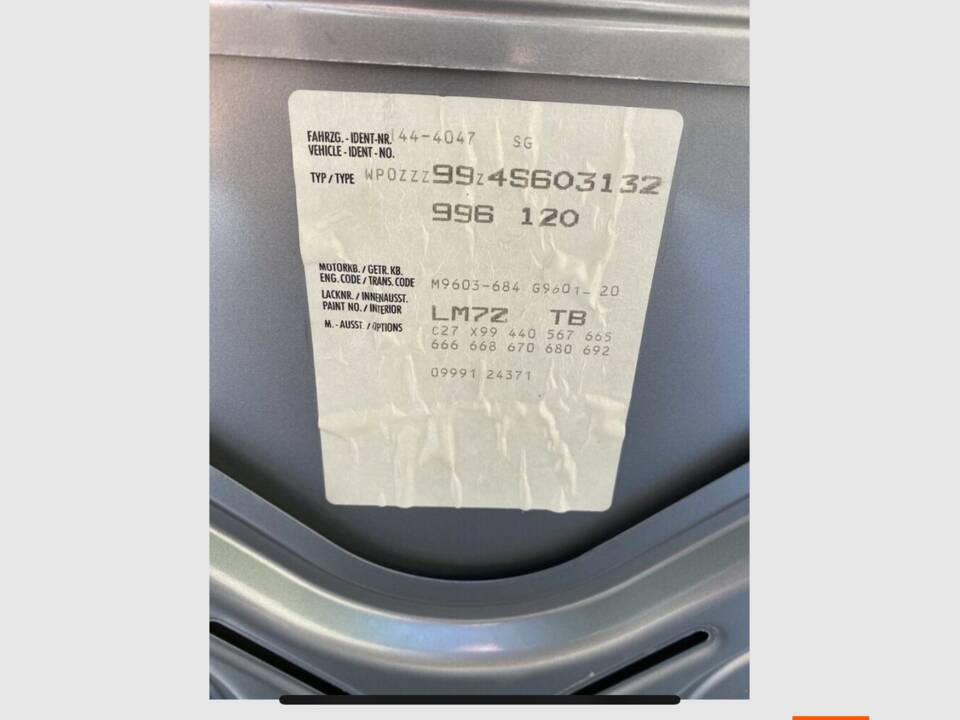 FAHRZG.-IDENT-NR. 144-4047 SG
VEHICLE-IDENT-NO.
TYP/TYPE WP0ZZZ99Z4S603132
996 120
MOTORKB./GETR.KB.
ENG.CODE/TRANS.CODE M9603-684 G9601-20
LACKNR./INNENAUSST.
PAINT NO./INTERIOR LM7Z TB
M.-AUSST./OPTIONS C27 X99 440 567 665
666 668 670 680 692
09991 24371